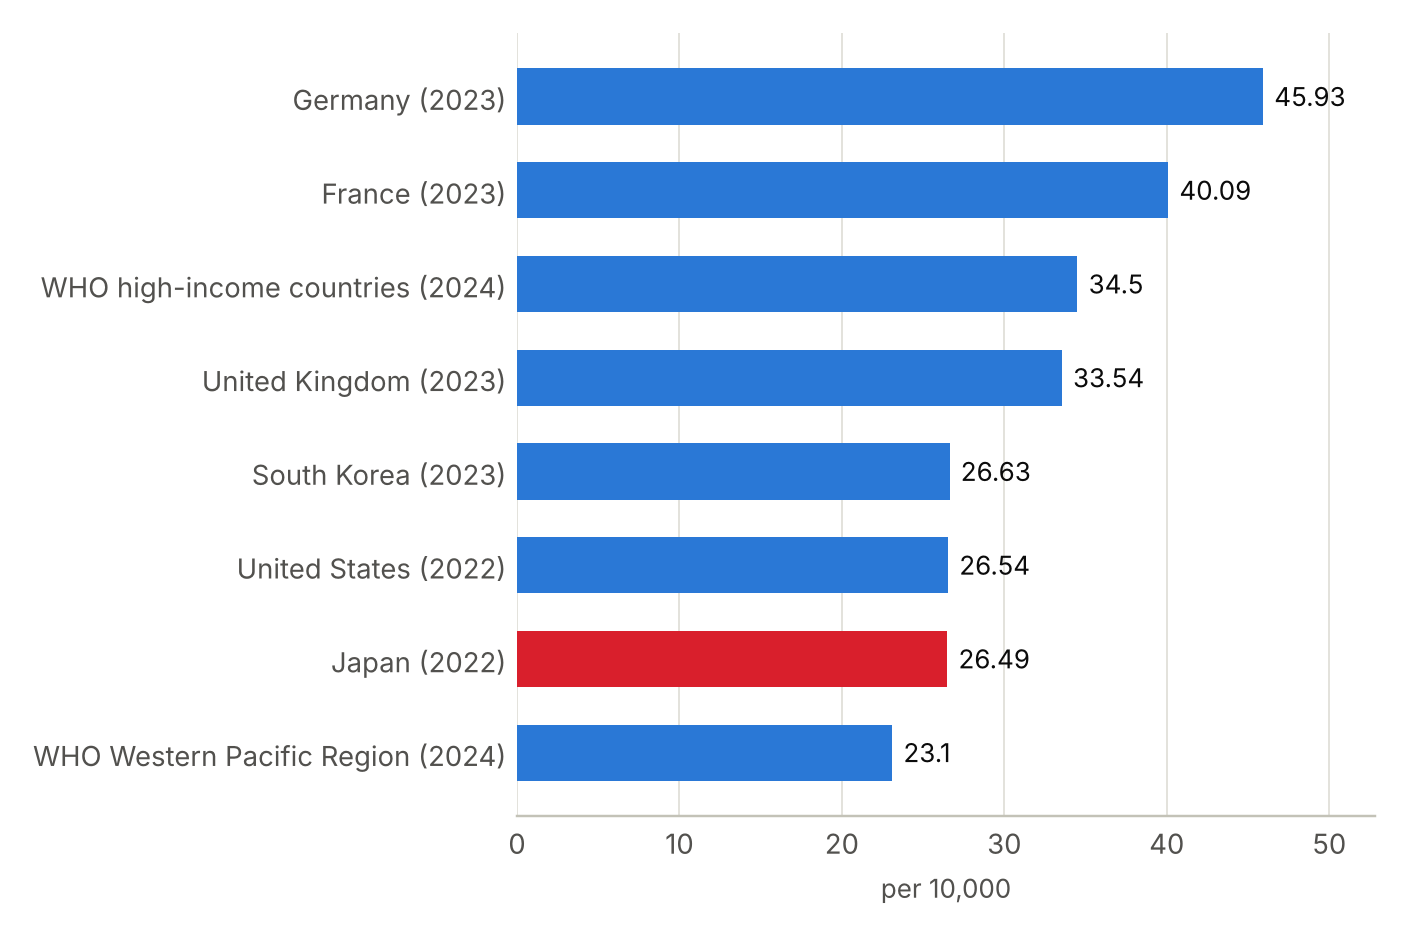 Germany (2023) 45.93
France (2023) 40.09
WHO high-income countries (2024) 34.5
United Kingdom (2023) 33.54
South Korea (2023) 26.63
United States (2022) 26.54
Japan (2022) 26.49
WHO Western Pacific Region (2024) 23.1
0 10 20 30 40 50
per 10,000